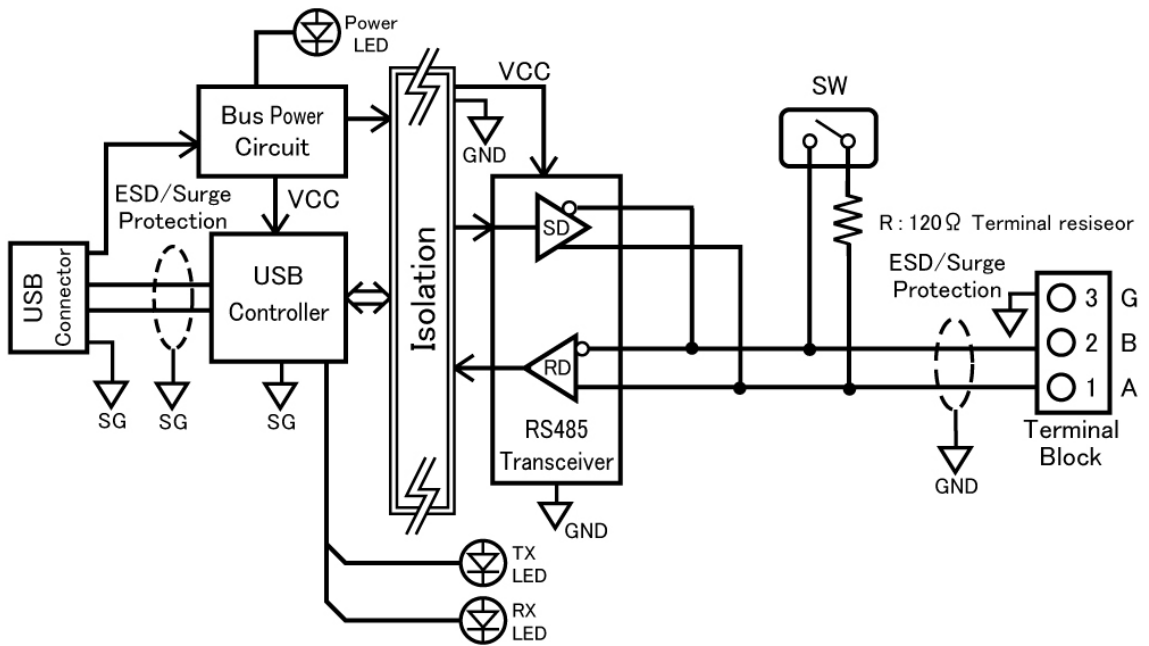 Power
LED
Bus Power
Circuit
VCC
GND
SW
ESD/Surge
Protection
VCC
SD
R : 120Ω Terminal resiseor
USB
Connector
USB
Controller
Isolation
ESD/Surge
Protection
3 G
2 B
1 A
RD
SG
SG
SG
RS485
Transceiver
Terminal
Block
GND
GND
TX
LED
RX
LED